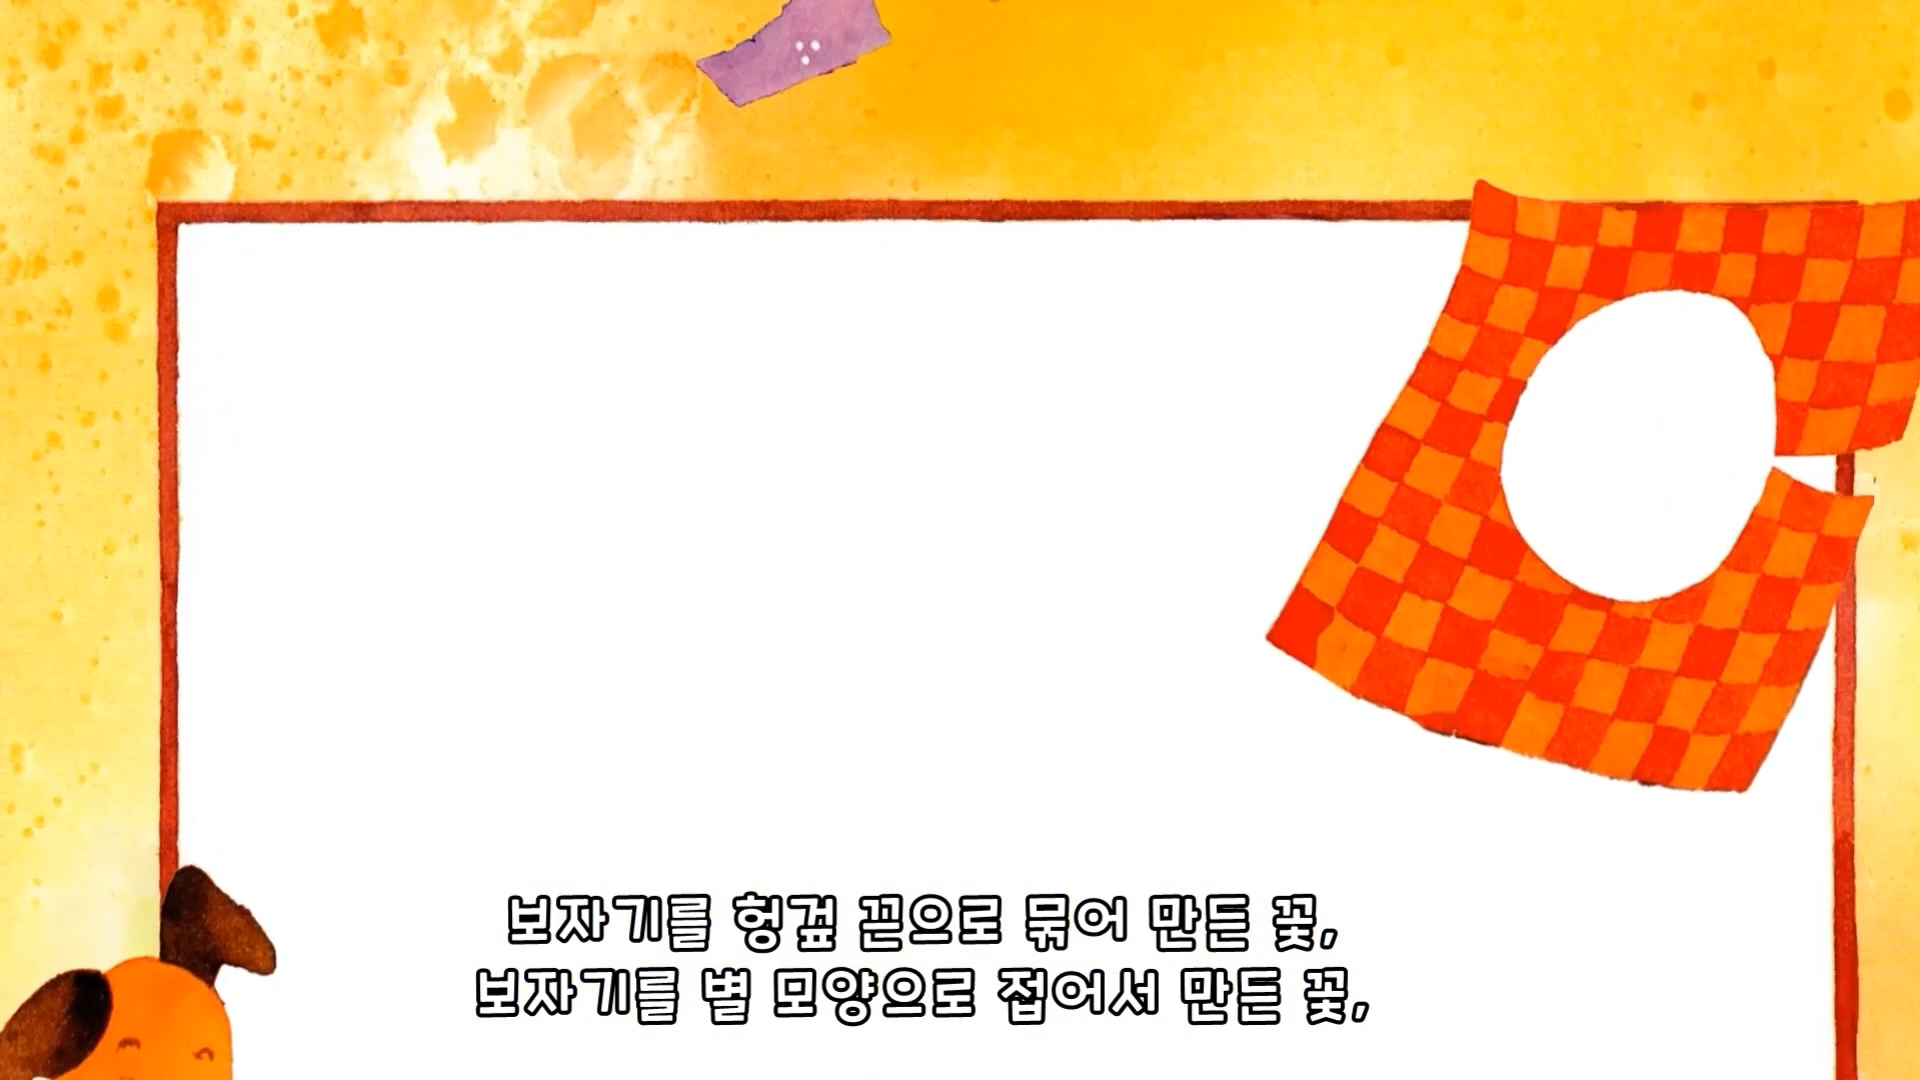 보자기를 헝겊 끈으로 묶어 만든 꽃,
보자기를 별 모양으로 접어서 만든 꽃,